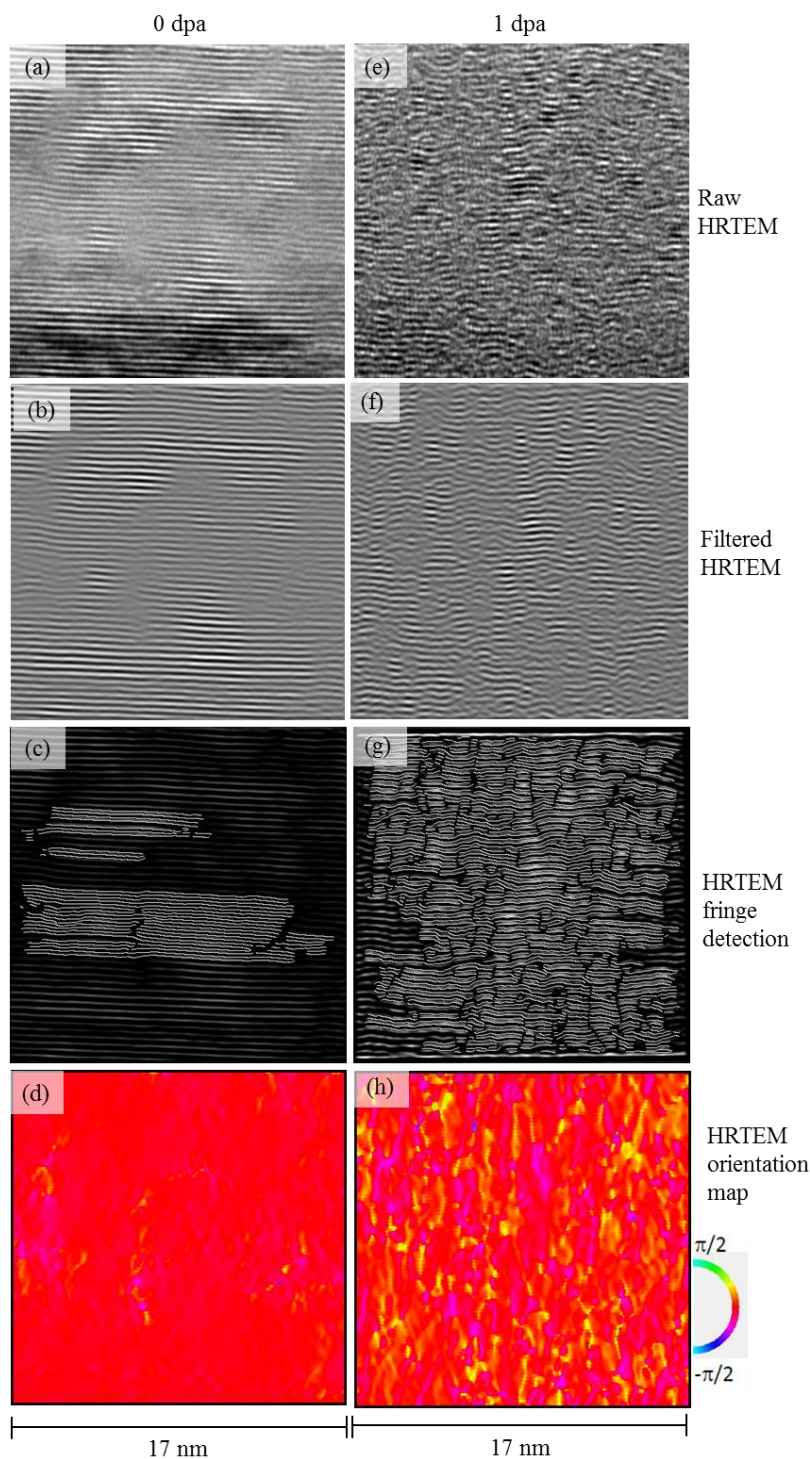 0 dpa
1 dpa
(a)
(e)
Raw
HRTEM
(b)
(f)
Filtered
HRTEM
(c)
(g)
HRTEM
fringe
detection
(d)
(h)
HRTEM
orientation
map
π/2
-π/2
17 nm
17 nm